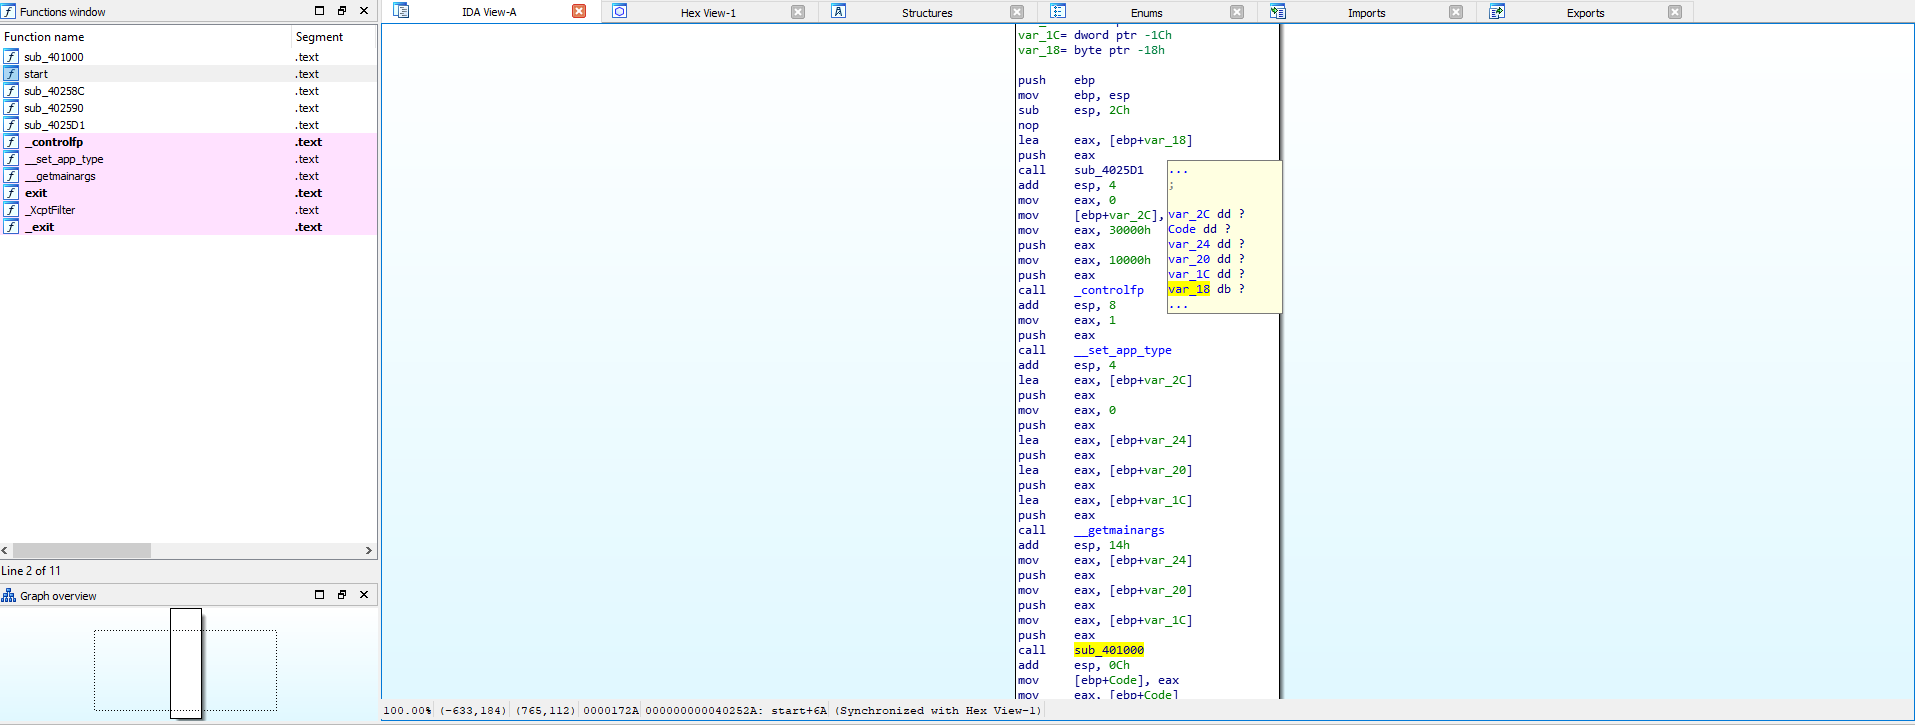 Functions window
Function name Segment
sub_401000 .text
start .text
sub_40258C .text
sub_402590 .text
sub_4025D1 .text
_controlfp .text
__set_app_type .text
__getmainargs .text
exit .text
_XcptFilter .text
_exit .text
Line 2 of 11
Graph overview
IDA View-A Hex View-1 Structures Enums Imports Exports
var_1C= dword ptr -1Ch
var_18= byte ptr -18h
push ebp
mov ebp, esp
sub esp, 2Ch
nop
lea eax, [ebp+var_18]
push eax
call sub_4025D1
add esp, 4
mov eax, 0
mov [ebp+var_2C],
mov eax, 30000h
push eax
mov eax, 10000h
push eax
call _controlfp
add esp, 8
mov eax, 1
push eax
call __set_app_type
add esp, 4
lea eax, [ebp+var_2C]
push eax
mov eax, 0
push eax
lea eax, [ebp+var_24]
push eax
lea eax, [ebp+var_20]
push eax
lea eax, [ebp+var_1C]
push eax
call __getmainargs
add esp, 14h
mov eax, [ebp+var_24]
push eax
mov eax, [ebp+var_20]
push eax
mov eax, [ebp+var_1C]
push eax
call sub_401000
add esp, 0Ch
mov [ebp+Code], eax
mov eax, [ebp+Code]
...
;
var_2C dd ?
Code dd ?
var_24 dd ?
var_20 dd ?
var_1C dd ?
var_18 db ?
...
100.00% (-633,184) (765,112) 0000172A 000000000040252A: start+6A (Synchronized with Hex View-1)